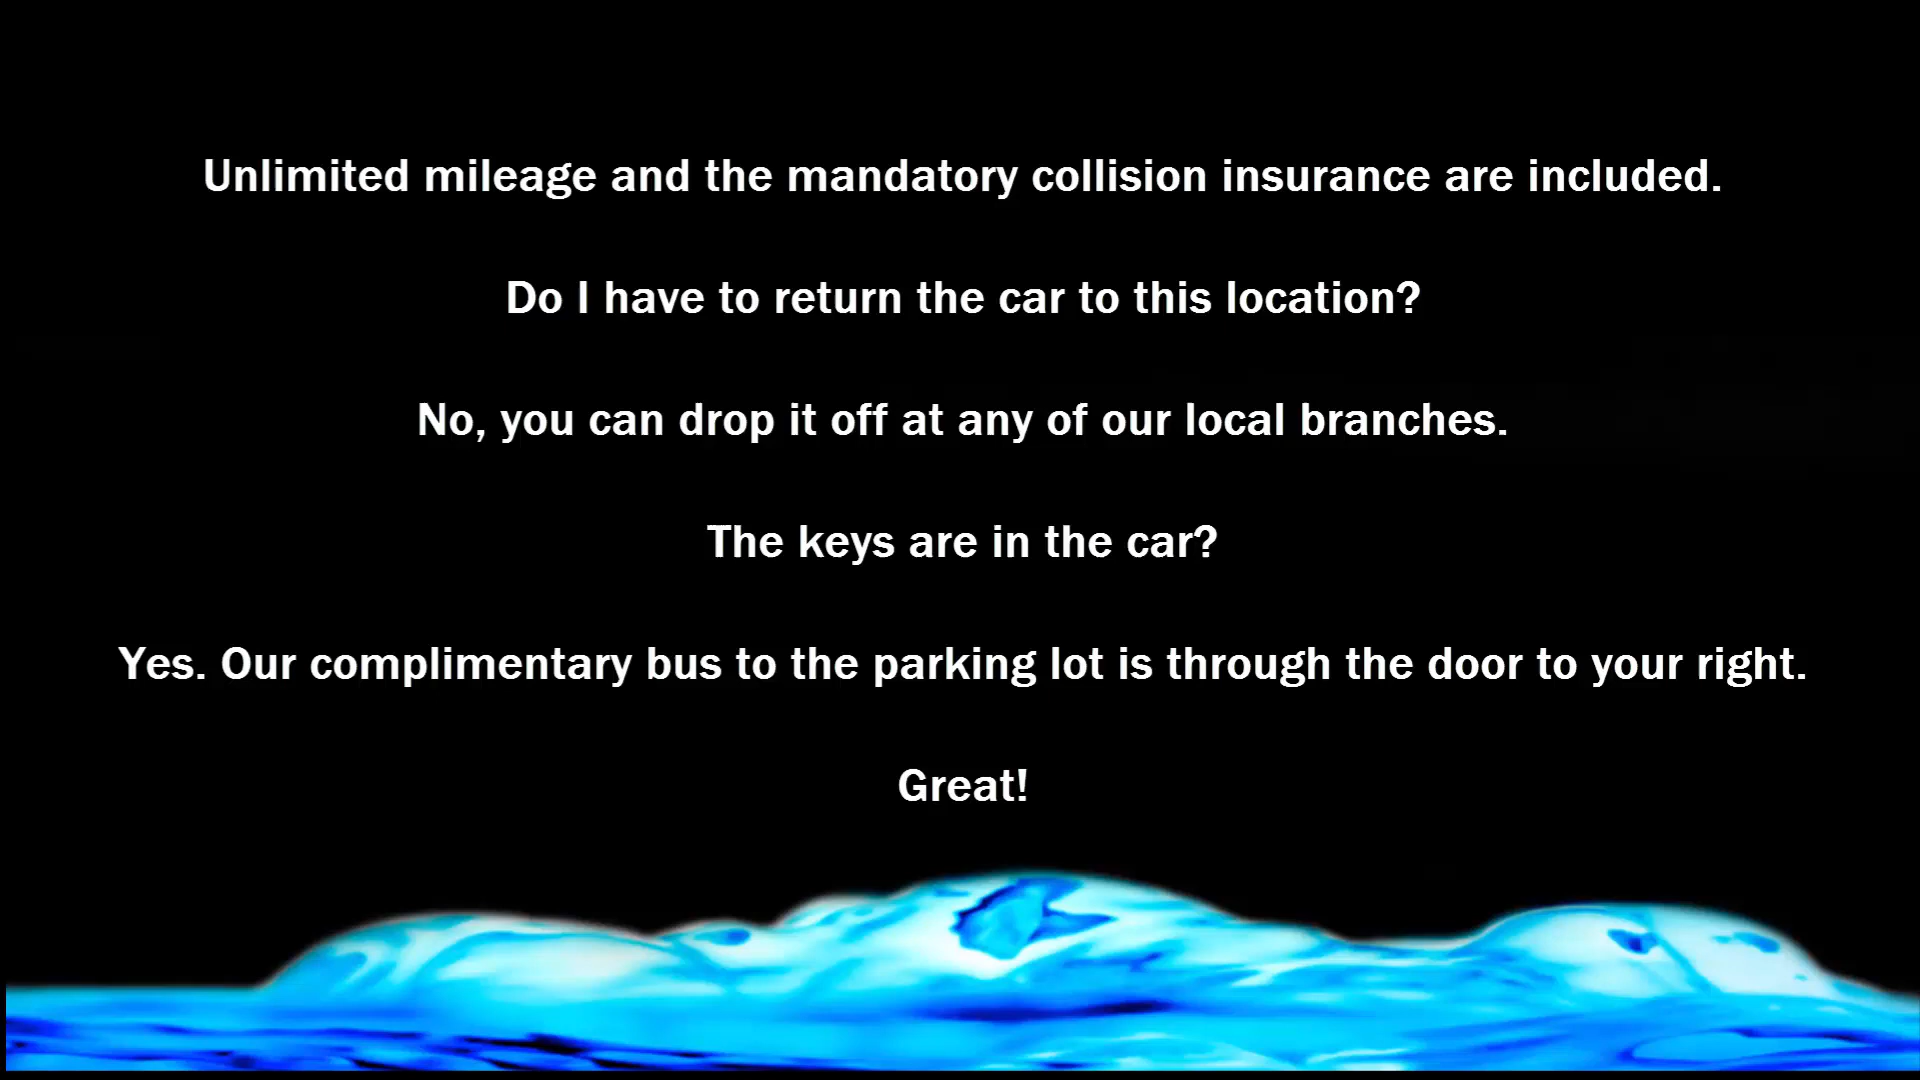 Unlimited mileage and the mandatory collision insurance are included.
Do I have to return the car to this location?
No, you can drop it off at any of our local branches.
The keys are in the car?
Yes. Our complimentary bus to the parking lot is through the door to your right.
Great!